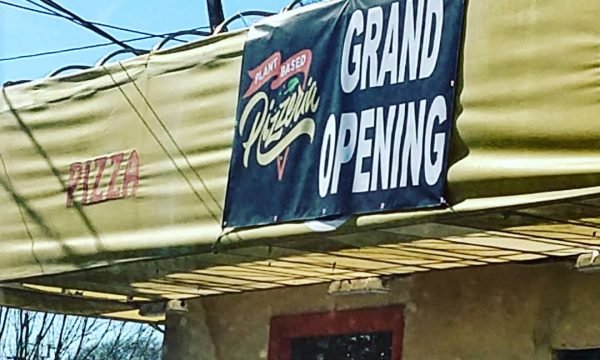 PIZZA
PLANT BASED
Pizzeria
GRAND
OPENING